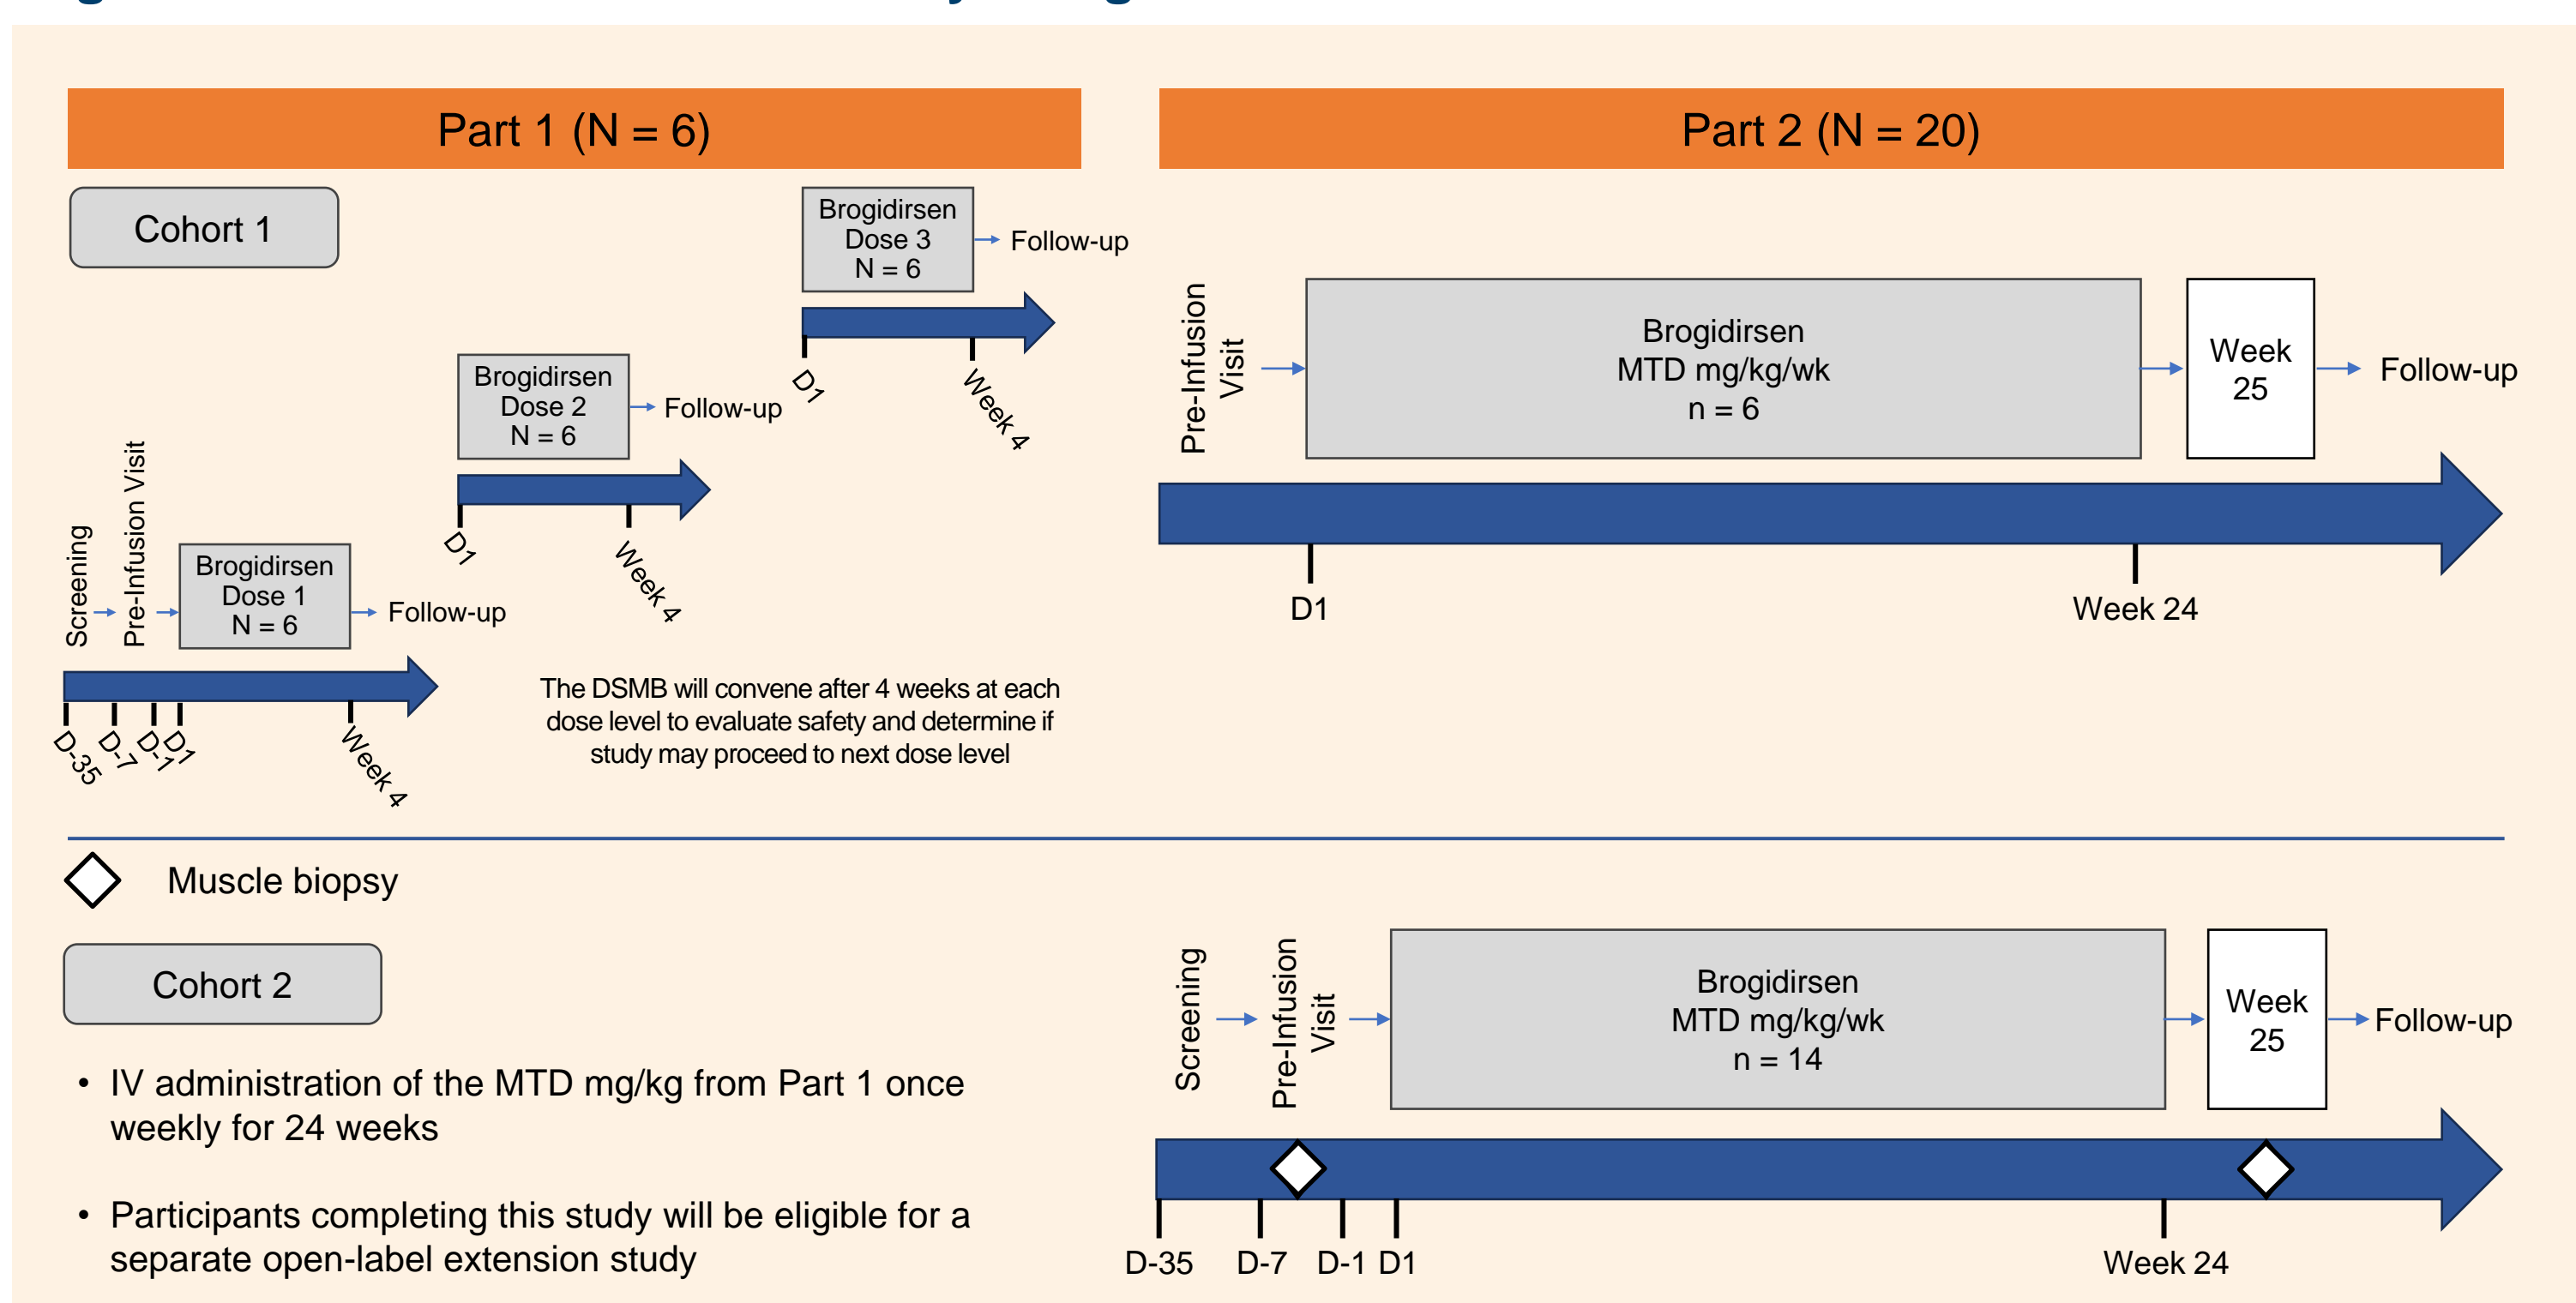 Part 1 (N = 6)
Cohort 1
Screening
Pre-Infusion Visit
Brogidirsen
Dose 1
N = 6
Follow-up
D-35
D-7
D-1
D1
Week 4
Brogidirsen
Dose 2
N = 6
Follow-up
D1
Week 4
Brogidirsen
Dose 3
N = 6
Follow-up
D1
Week 4
The DSMB will convene after 4 weeks at each
dose level to evaluate safety and determine if
study may proceed to next dose level
Part 2 (N = 20)
Pre-Infusion
Visit
Brogidirsen
MTD mg/kg/wk
n = 6
Week
25
Follow-up
D1
Week 24
Muscle biopsy
Cohort 2
• IV administration of the MTD mg/kg from Part 1 once
weekly for 24 weeks
• Participants completing this study will be eligible for a
separate open-label extension study
Screening
Pre-Infusion
Visit
Brogidirsen
MTD mg/kg/wk
n = 14
Week
25
Follow-up
D-35
D-7
D-1
D1
Week 24